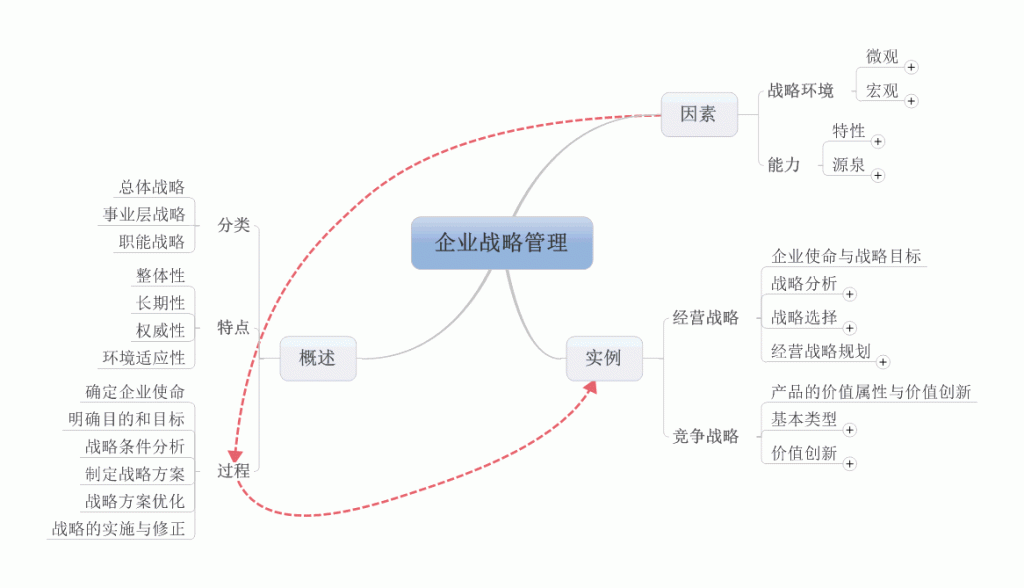 企业战略管理
因素
战略环境
微观
宏观
能力
特性
源泉
概述
分类
总体战略
事业层战略
职能战略
特点
整体性
长期性
权威性
环境适应性
过程
确定企业使命
明确目的和目标
战略条件分析
制定战略方案
战略方案优化
战略的实施与修正
实例
经营战略
企业使命与战略目标
战略分析
战略选择
经营战略规划
竞争战略
产品的价值属性与价值创新
基本类型
价值创新